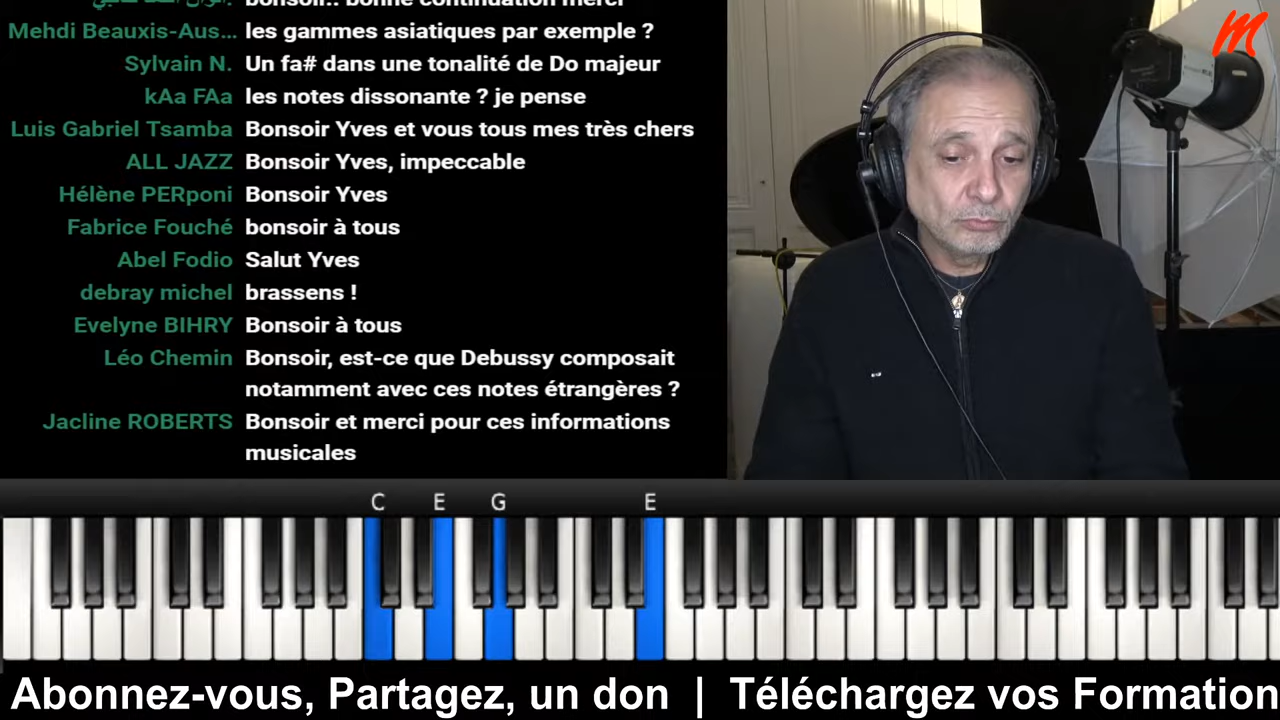 bonsoir.. bonne continuation merci
Mehdi Beauxis-Aus... les gammes asiatiques par exemple ?
Sylvain N. Un fa# dans une tonalité de Do majeur
kAa FAa les notes dissonante ? je pense
Luis Gabriel Tsamba Bonsoir Yves et vous tous mes très chers
ALL JAZZ Bonsoir Yves, impeccable
Hélène PERponi Bonsoir Yves
Fabrice Fouché bonsoir à tous
Abel Fodio Salut Yves
debray michel brassens !
Evelyne BIHRY Bonsoir à tous
Léo Chemin Bonsoir, est-ce que Debussy composait
notamment avec ces notes étrangères ?
Jacline ROBERTS Bonsoir et merci pour ces informations
musicales
C E G E
Abonnez-vous, Partagez, un don | Téléchargez vos Formation
M